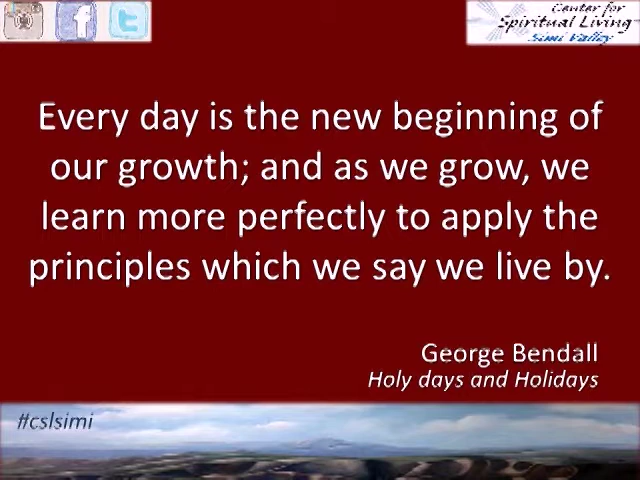 Center for
Spiritual Living
Simi Valley
Every day is the new beginning of
our growth; and as we grow, we
learn more perfectly to apply the
principles which we say we live by.
George Bendall
Holy days and Holidays
#cslsimi